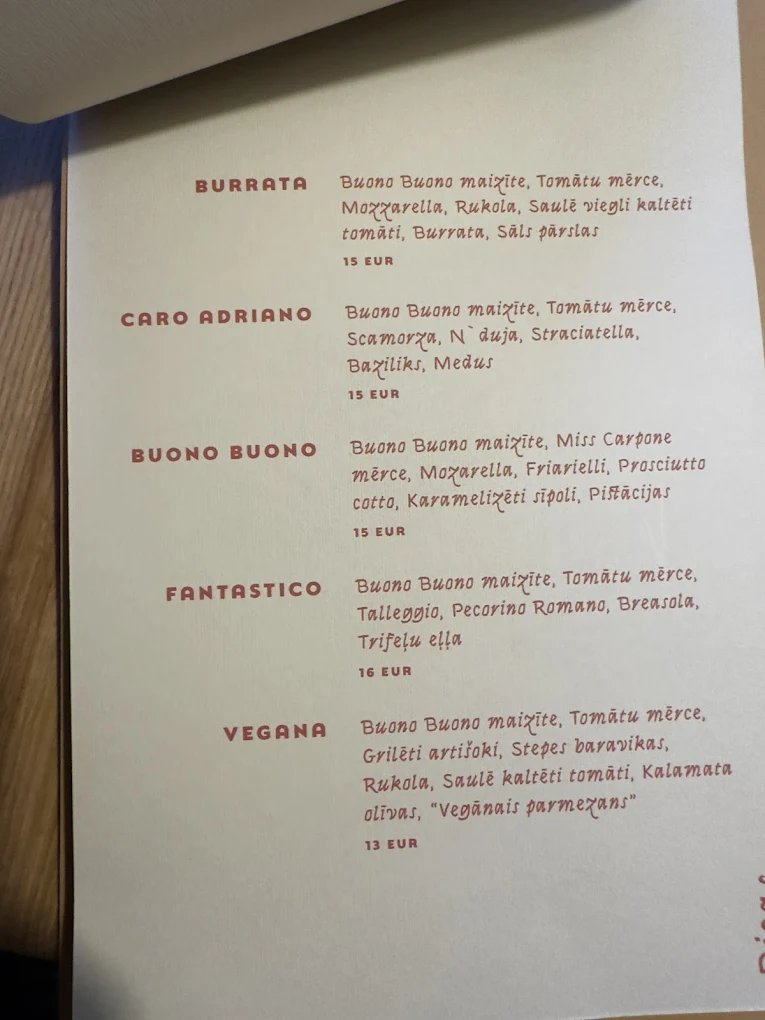 BURRATA
Buono Buono maizīte, Tomātu mērce,
Mozzarella, Rukola, Saulē viegli kaltēti
tomāti, Burrata, Sāls pārslas
15 EUR
CARO ADRIANO
Buono Buono maizīte, Tomātu mērce,
Scamorza, N`duja, Straciatella,
Baziliks, Medus
15 EUR
BUONO BUONO
Buono Buono maizīte, Miss Carpone
mērce, Mozarella, Friarielli, Prosciutto
cotto, Karamelizēti sīpoli, Pistācijas
15 EUR
FANTASTICO
Buono Buono maizīte, Tomātu mērce,
Talleggio, Pecorino Romano, Breasola,
Trifeļu eļļa
16 EUR
VEGANA
Buono Buono maizīte, Tomātu mērce,
Grilēti artišoki, Stepes baravikas,
Rukola, Saulē kaltēti tomāti, Kalamata
olīvas, "Vegānais parmezans"
13 EUR